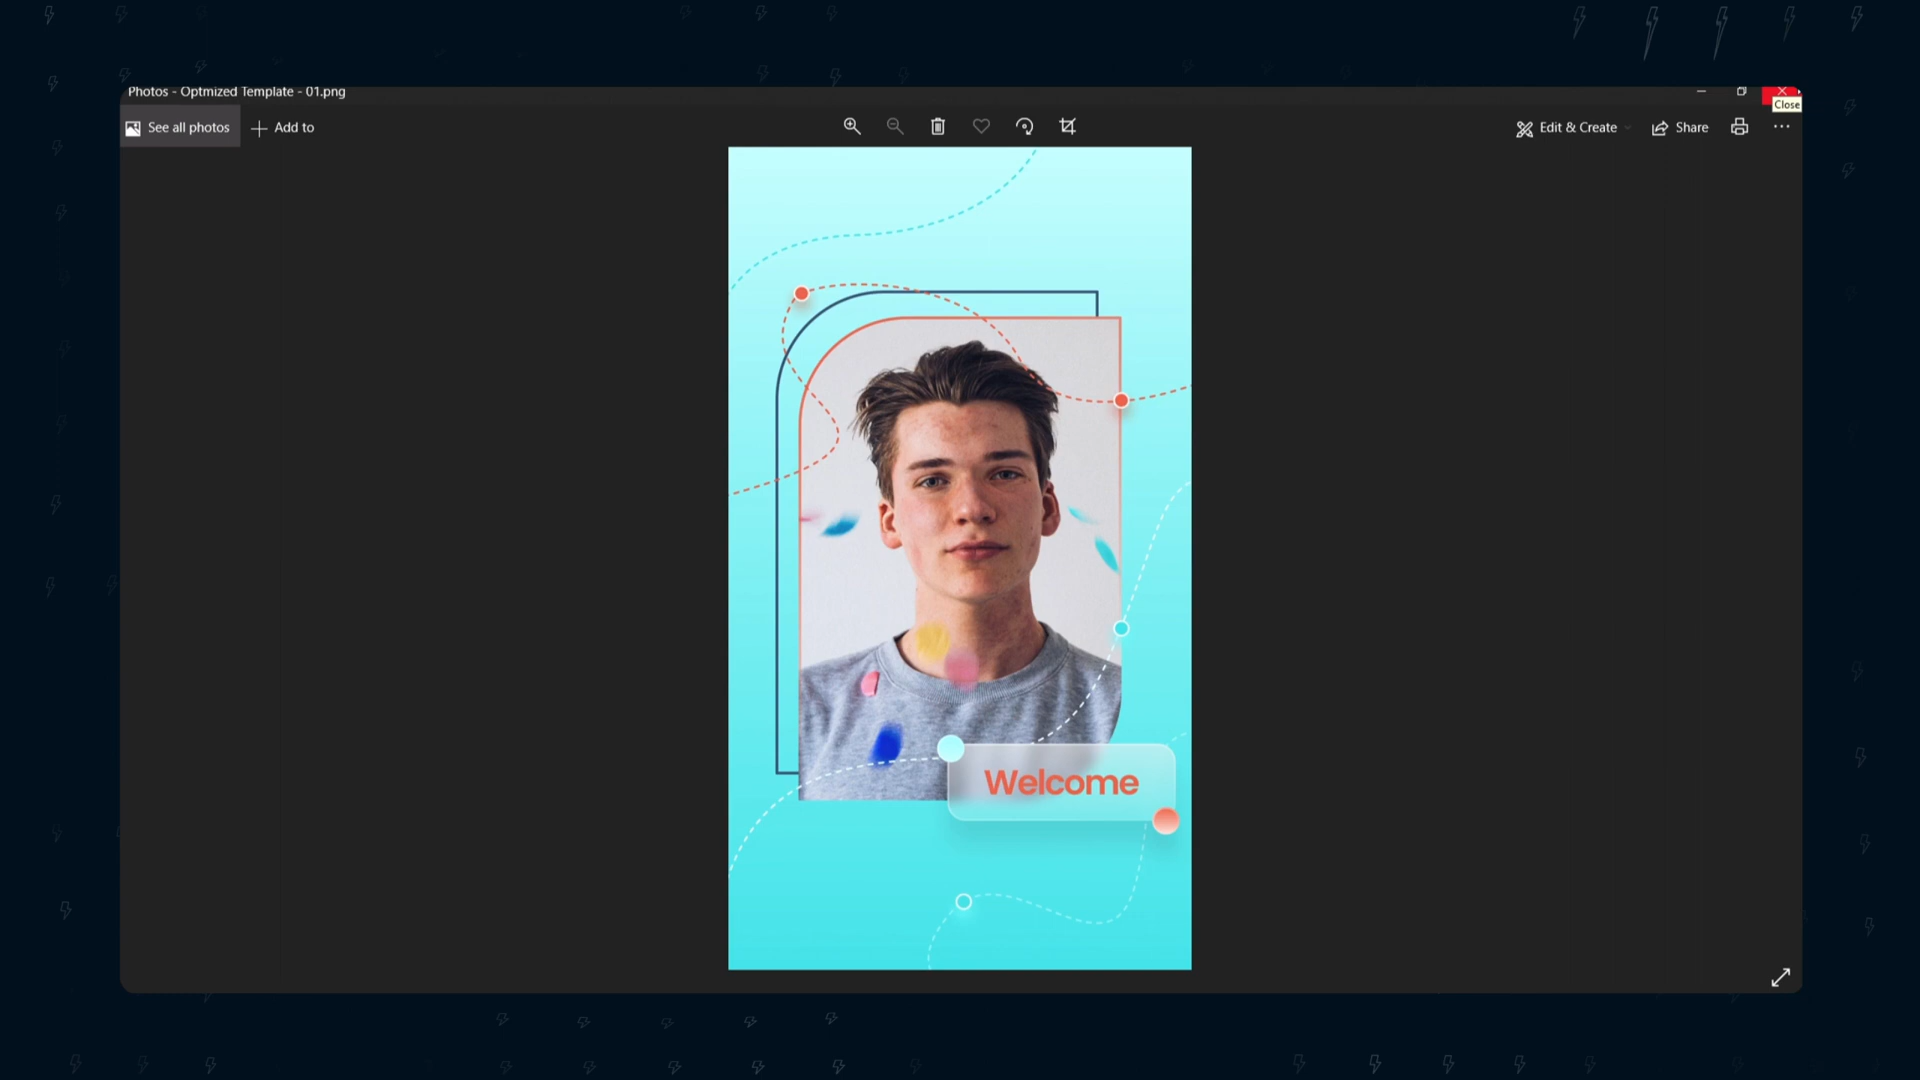 Photos - Optmized Template - 01.png
Close
See all photos
Add to
Edit & Create
Share
Welcome